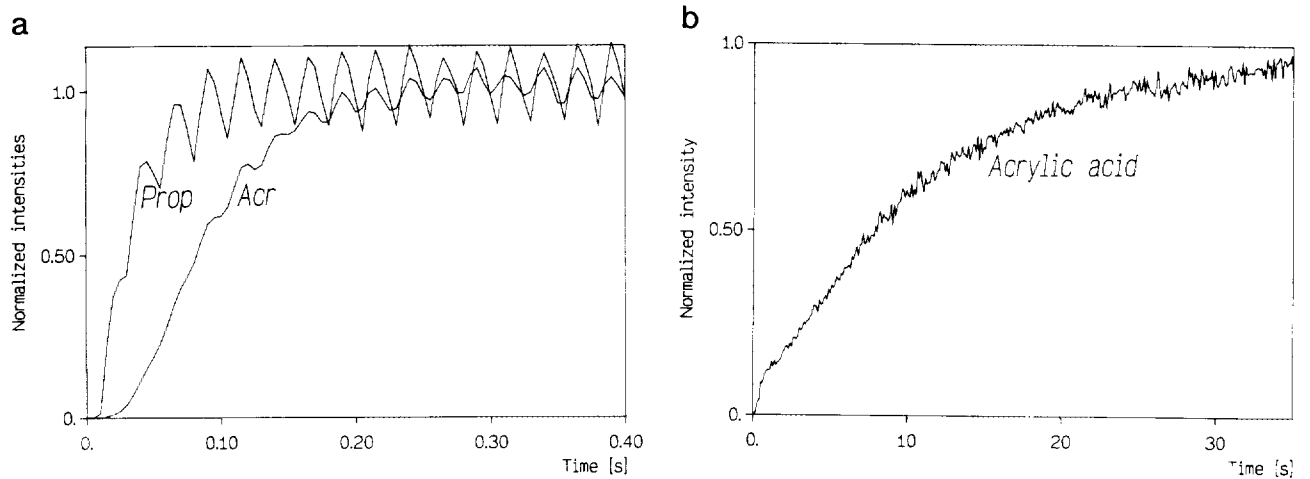 a
Normalized intensities
1.0
0.50
0.
Prop
Acr
0. 0.10 0.20 0.30 0.40
Time [s]
b
Normalized intensity
1.0
0.50
0.
Acrylic acid
0. 10 20 30
Time [s]